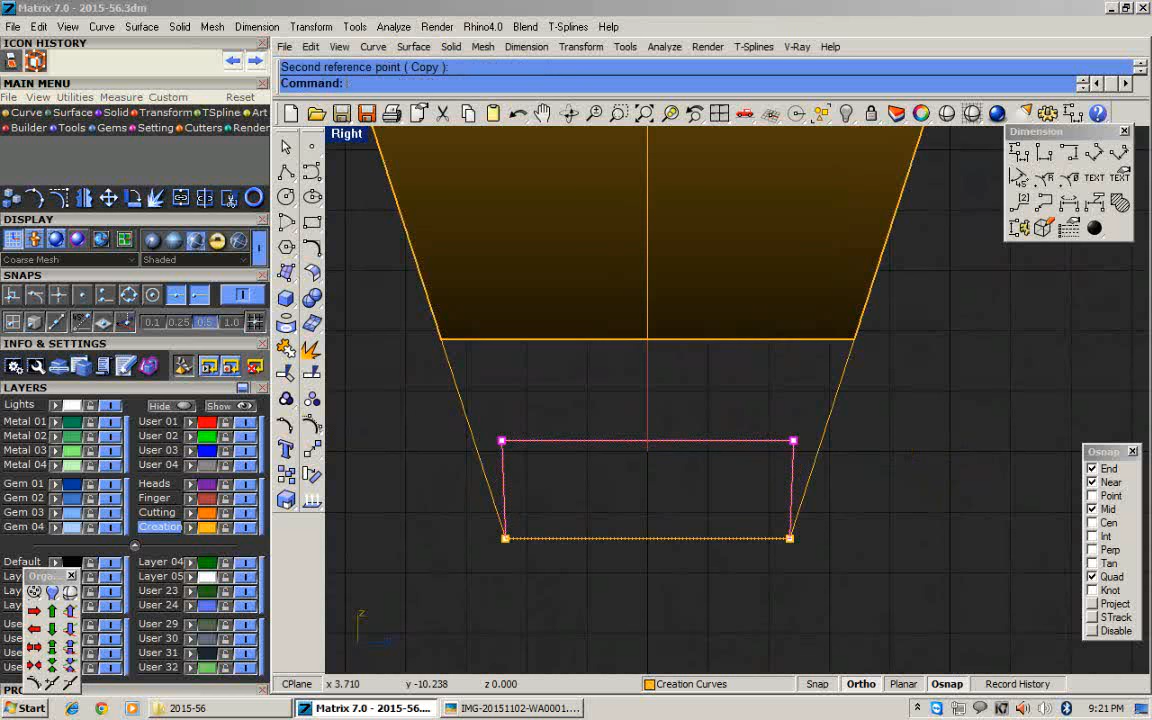 Matrix 7.0 - 2015-56.3dm
File Edit View Curve Surface Solid Mesh Dimension Transform Tools Analyze Render Rhino4.0 Blend T-Splines Help
ICON HISTORY
MAIN MENU
File View Utilities Measure Custom Reset
Curve Surface Solid Transform TSpline Art
Builder Tools Gems Setting Cutters Render
DISPLAY
Coarse Mesh Shaded
SNAPS
0.1 0.25 0.5 1.0
INFO & SETTINGS
LAYERS
Lights Hide Show
Metal 01 User 01
Metal 02 User 02
Metal 03 User 03
Metal 04 User 04
Gem 01 Heads
Gem 02 Finger
Gem 03 Cutting
Gem 04 Creation
Default Layer 04
Lay Layer 05
User 23
User 24
Use User 29
Use User 30
Use User 31
Use User 32
Orga...
PRO
File Edit View Curve Surface Solid Mesh Dimension Transform Tools Analyze Render T-Splines V-Ray Help
Second reference point ( Copy ):
Command:
Right
Dimension
TEXT
z
Osnap
End
Near
Point
Mid
Cen
Int
Perp
Tan
Quad
Knot
Project
STrack
Disable
CPlane x 3.710 y -10.238 z 0.000 Creation Curves Snap Ortho Planar Osnap Record History
Start 2015-56 Matrix 7.0 - 2015-56.... IMG-20151102-WA0001.... 9:21 PM